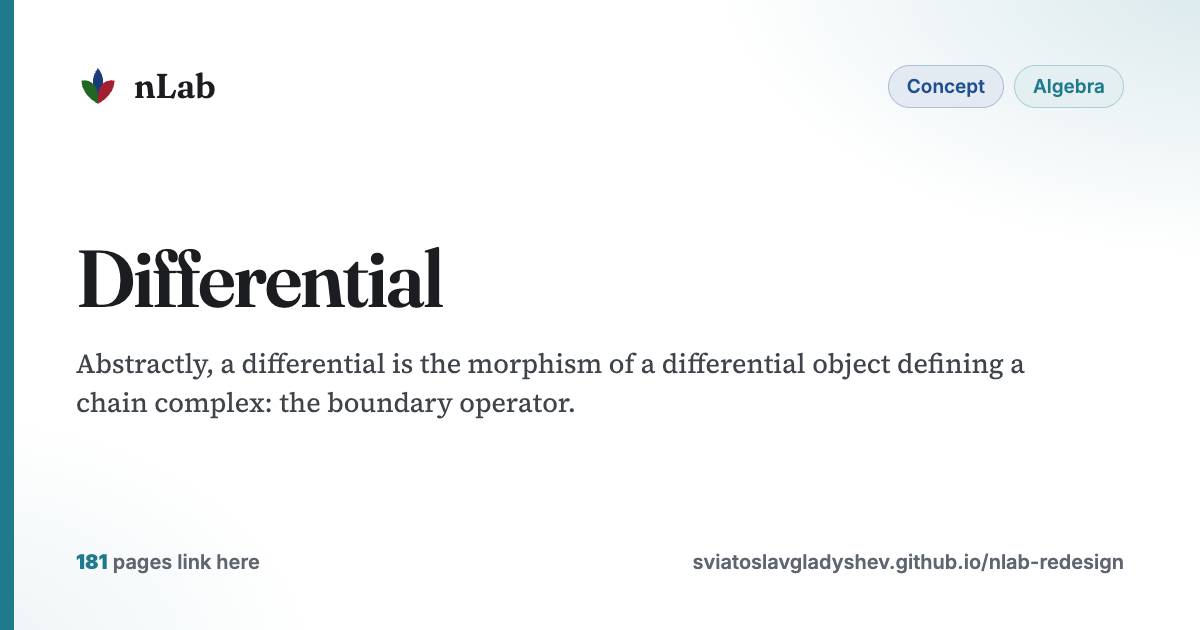 nLab
Concept
Algebra
Differential
Abstractly, a differential is the morphism of a differential object defining a
chain complex: the boundary operator.
181 pages link here
sviatoslavgladyshev.github.io/nlab-redesign